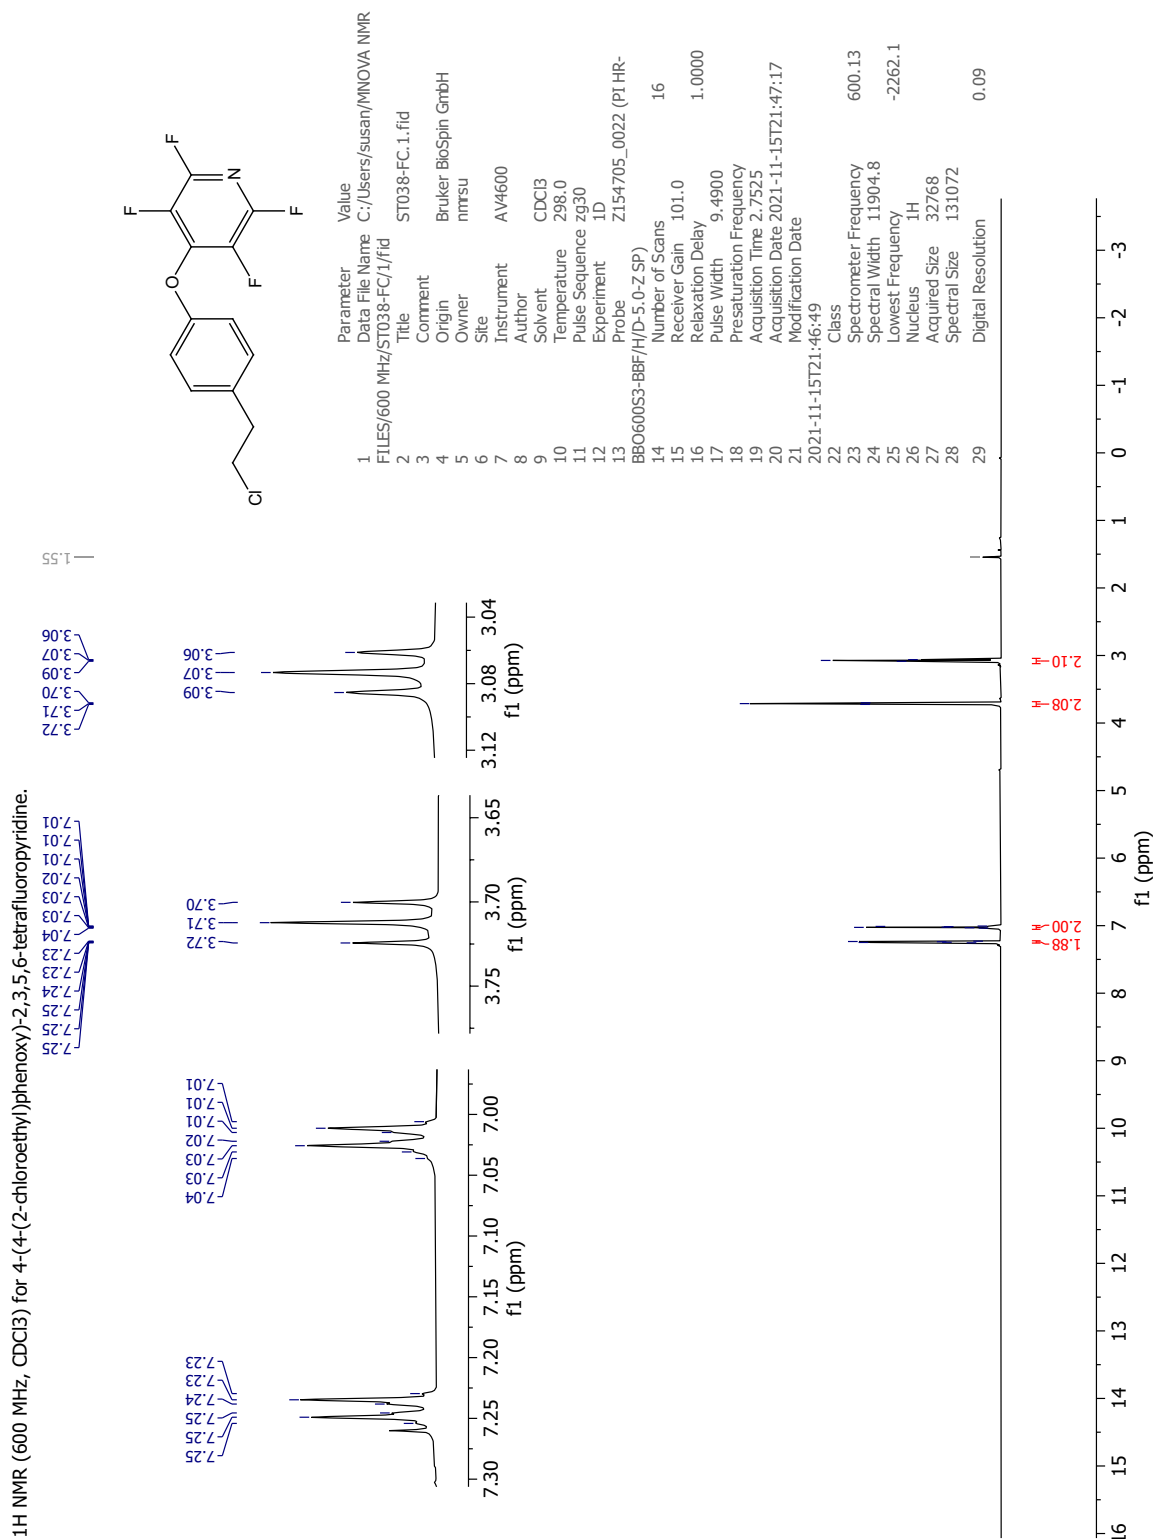 1H NMR (600 MHz, CDCl3) for 4-(4-(2-chloroethyl)phenoxy)-2,3,5,6-tetrafluoropyridine.
7.25
7.25
7.25
7.24
7.23
7.23
7.04
7.03
7.03
7.02
7.01
7.01
7.01
3.72
3.71
3.70
3.09
3.07
3.06
1.55
Cl
O
F
F
N
F
F
Parameter Value
1 Data File Name C:/Users/susan/MNOVA NMR
FILES/600 MHz/ST038-FC/1/fid
2 Title ST038-FC.1.fid
3 Comment
4 Origin Bruker BioSpin GmbH
5 Owner nmrsu
6 Site
7 Instrument AV4600
8 Author
9 Solvent CDCl3
10 Temperature 298.0
11 Pulse Sequence zg30
12 Experiment 1D
13 Probe Z154705_0022 (PI HR-
BBO600S3-BBF/H/D-5.0-Z SP)
14 Number of Scans 16
15 Receiver Gain 101.0
16 Relaxation Delay 1.0000
17 Pulse Width 9.4900
18 Presaturation Frequency
19 Acquisition Time 2.7525
20 Acquisition Date 2021-11-15T21:47:17
21 Modification Date
2021-11-15T21:46:49
22 Class
23 Spectrometer Frequency 600.13
24 Spectral Width 11904.8
25 Lowest Frequency -2262.1
26 Nucleus 1H
27 Acquired Size 32768
28 Spectral Size 131072
29 Digital Resolution 0.09
7.25
7.25
7.25
7.24
7.23
7.23
7.04
7.03
7.03
7.02
7.01
7.01
7.01
7.30 7.25 7.20 7.15 7.10 7.05 7.00
f1 (ppm)
3.72
3.71
3.70
3.75 3.70 3.65
f1 (ppm)
3.09
3.07
3.06
3.12 3.08 3.04
f1 (ppm)
1.88
2.00
2.08
2.10
16 15 14 13 12 11 10 9 8 7 6 5 4 3 2 1 0 -1 -2 -3
f1 (ppm)